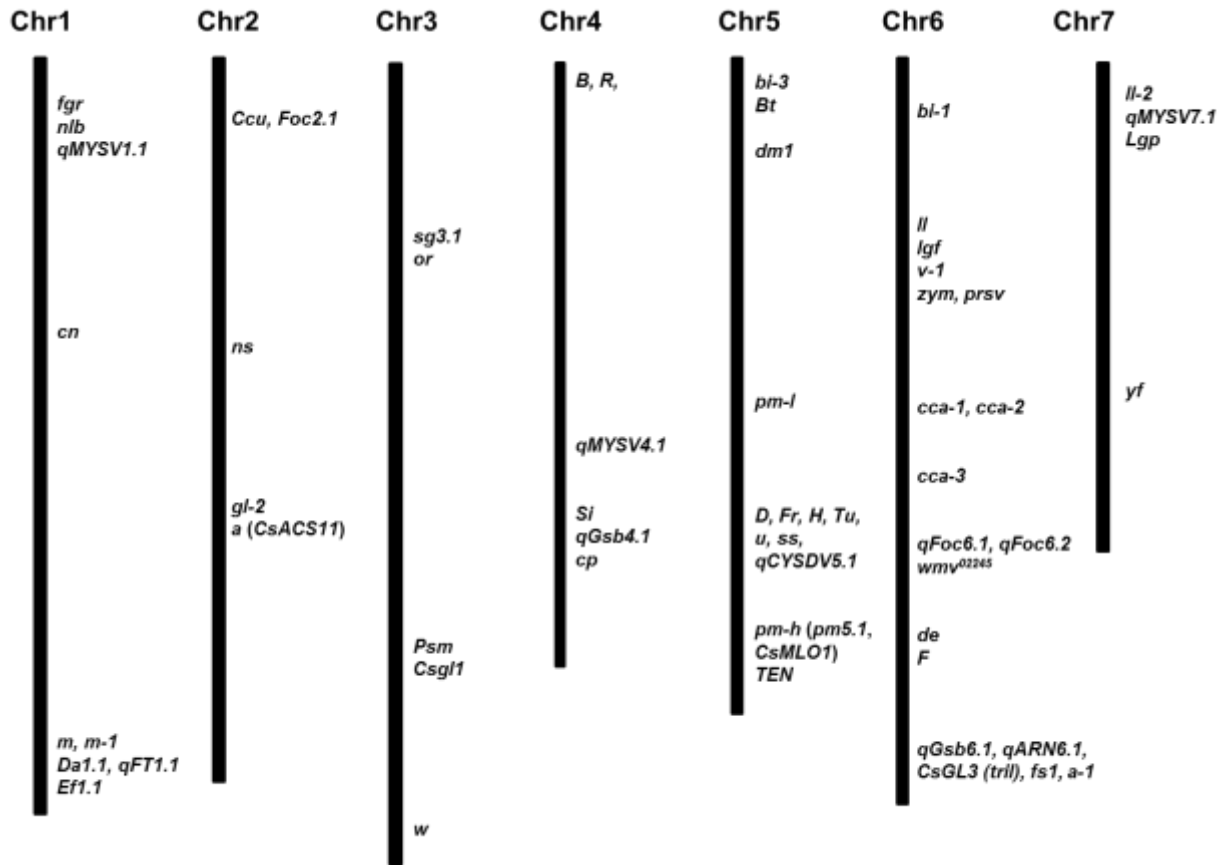 Chr1
fgr
nlb
qMYSV1.1
cn
m, m-1
Da1.1, qFT1.1
Ef1.1
Chr2
Ccu, Foc2.1
ns
gl-2
a (CsACS11)
Chr3
sg3.1
or
Psm
Csgl1
w
Chr4
B, R,
qMYSV4.1
Si
qGsb4.1
cp
Chr5
bi-3
Bt
dm1
pm-l
D, Fr, H, Tu,
u, ss,
qCYSDV5.1
pm-h (pm5.1,
CsMLO1)
TEN
Chr6
bl-1
ll
lgf
v-1
zym, prsv
cca-1, cca-2
cca-3
qFoc6.1, qFoc6.2
wmv⁰²²⁴⁵
de
F
qGsb6.1, qARN6.1,
CsGL3 (tril), fs1, a-1
Chr7
ll-2
qMYSV7.1
Lgp
yf